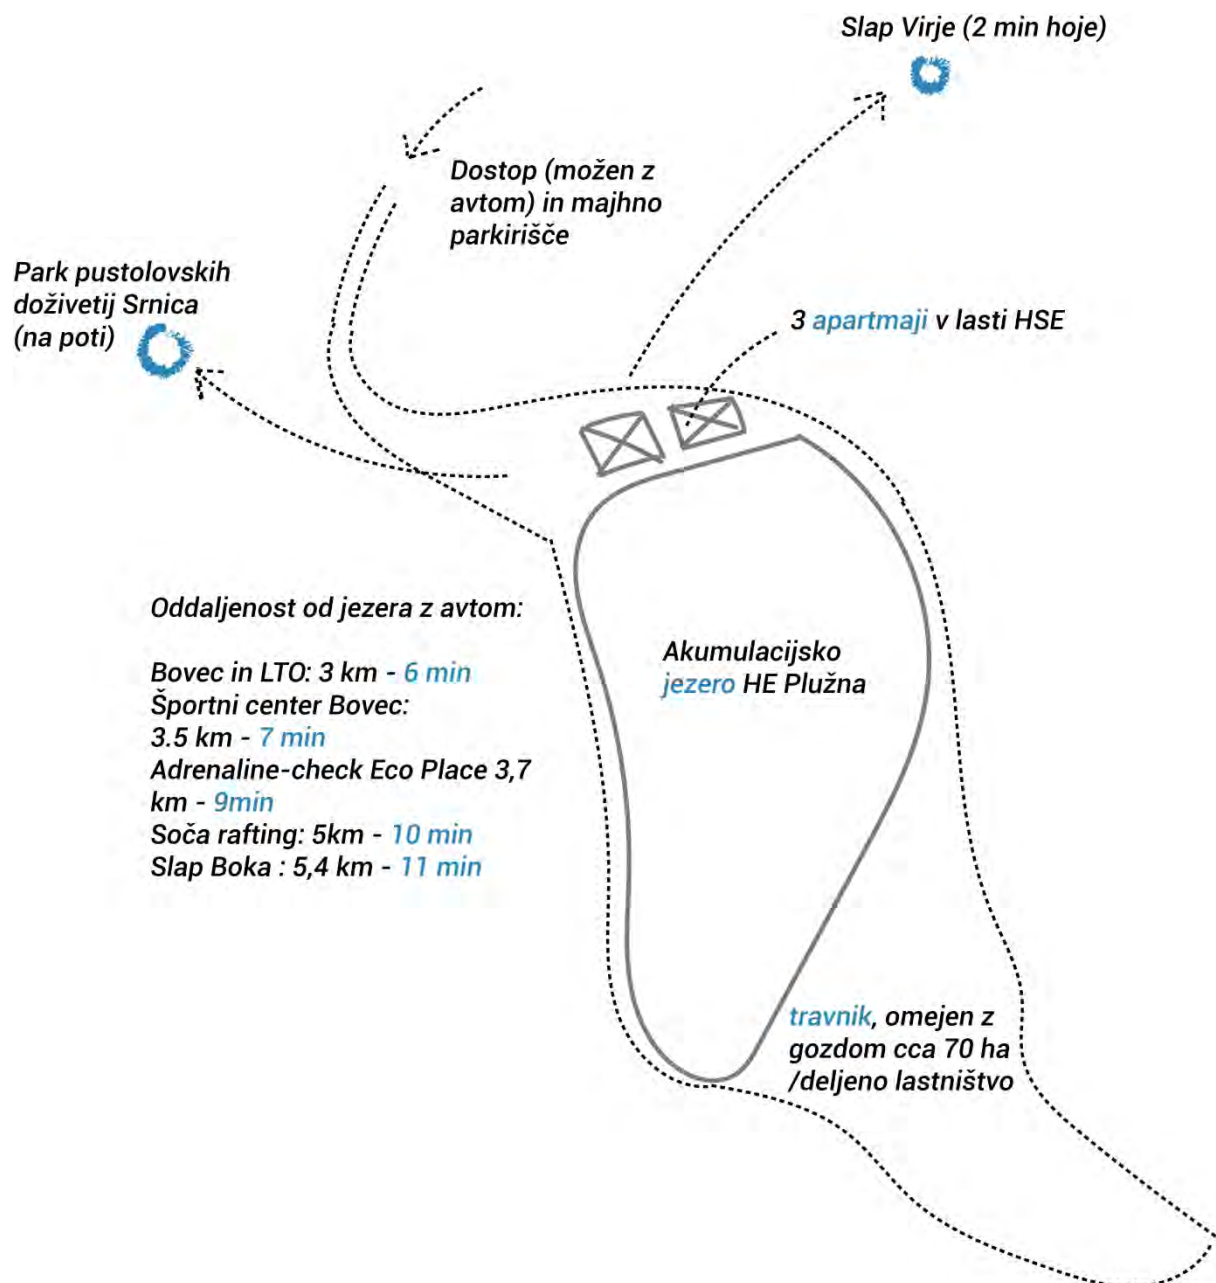 Slap Virje (2 min hoje)
Dostop (možen z
avtom) in majhno
parkirišče
Park pustolovskih
doživetij Srnica
(na poti)
3 apartmaji v lasti HSE
Oddaljenost od jezera z avtom:
Bovec in LTO: 3 km - 6 min
Športni center Bovec:
3.5 km - 7 min
Adrenaline-check Eco Place 3,7
km - 9min
Soča rafting: 5km - 10 min
Slap Boka : 5,4 km - 11 min
Akumulacijsko
jezero HE Plužna
travnik, omejen z
gozdom cca 70 ha
/deljeno lastništvo